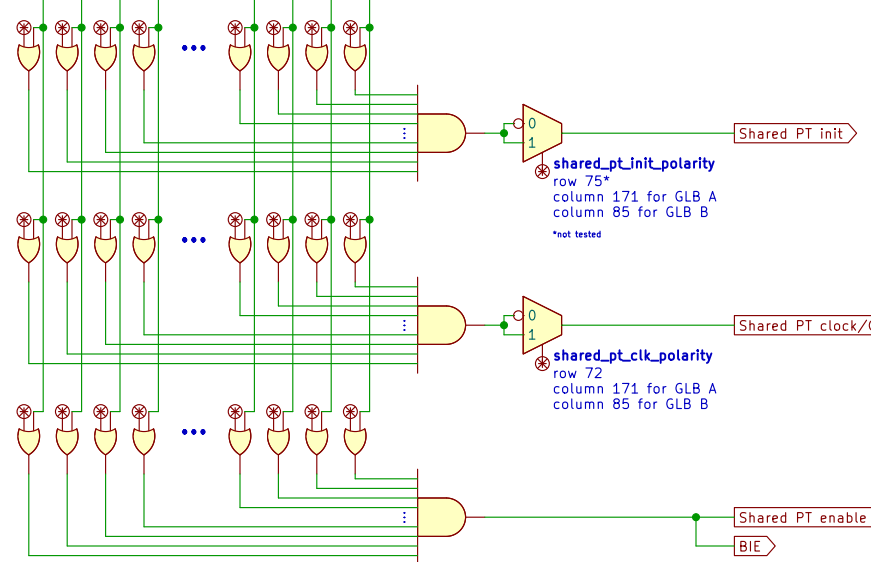 0
1
Shared PT init
shared_pt_init_polarity
row 75*
column 171 for GLB A
column 85 for GLB B
*not tested
0
1
Shared PT clock/
shared_pt_clk_polarity
row 72
column 171 for GLB A
column 85 for GLB B
Shared PT enable
BIE